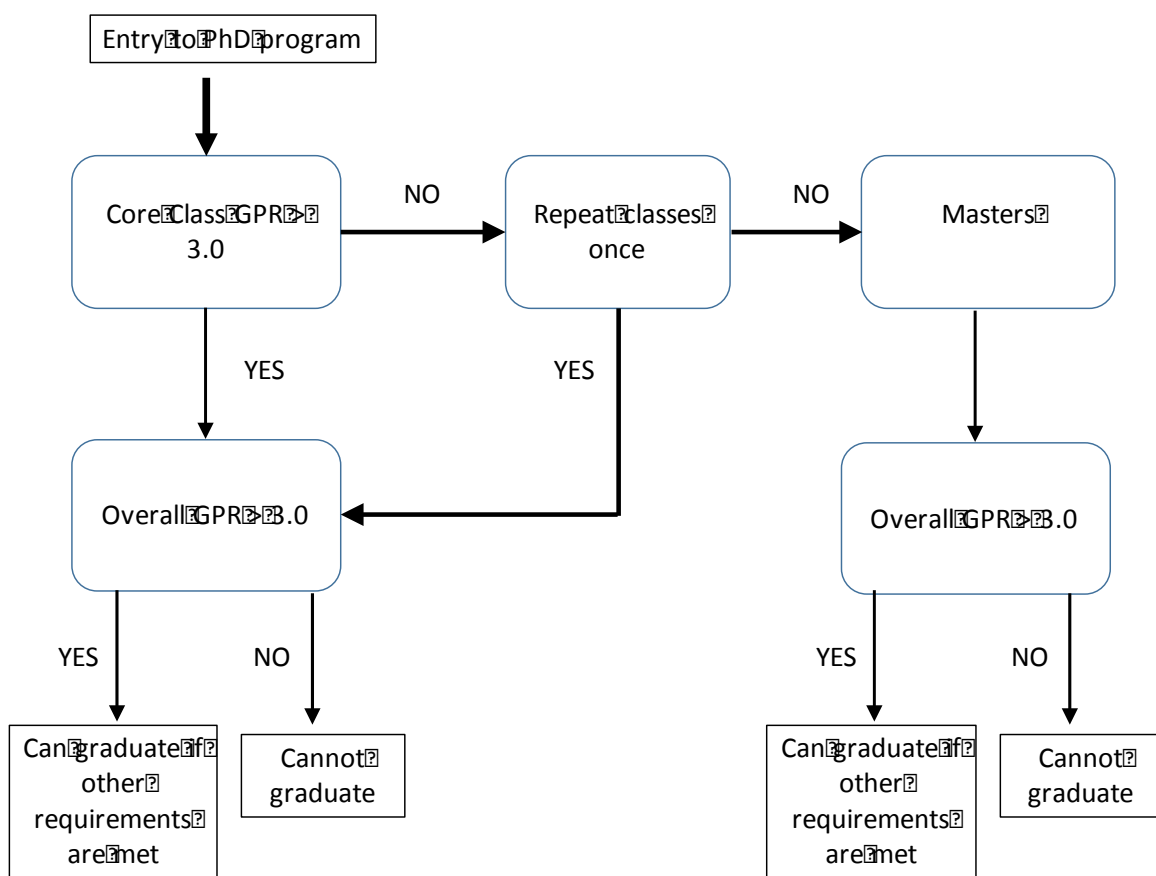 Entry to PhD program
Core Class GPR >
3.0
NO
Repeat classes
once
NO
Masters
YES
YES
Overall GPR > 3.0
Overall GPR > 3.0
YES
NO
YES
NO
Can graduate if
other
requirements
are met
Cannot
graduate
Can graduate if
other
requirements
are met
Cannot
graduate